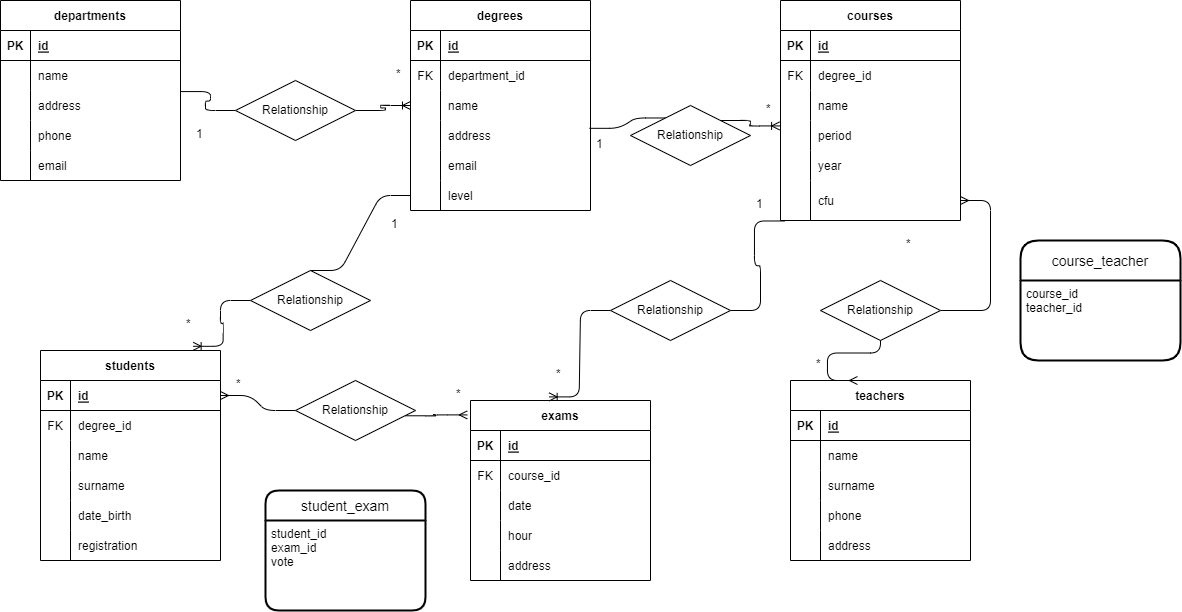 departments
PK id
name
address
phone
email
1
Relationship
*
degrees
PK id
FK department_id
name
address
email
level
1
Relationship
*
courses
PK id
FK degree_id
name
period
year
cfu
1
Relationship
*
1
Relationship
*
*
Relationship
*
course_teacher
course_id
teacher_id
students
PK id
FK degree_id
name
surname
date_birth
registration
*
Relationship
*
student_exam
student_id
exam_id
vote
exams
PK id
FK course_id
date
hour
address
teachers
PK id
name
surname
phone
address